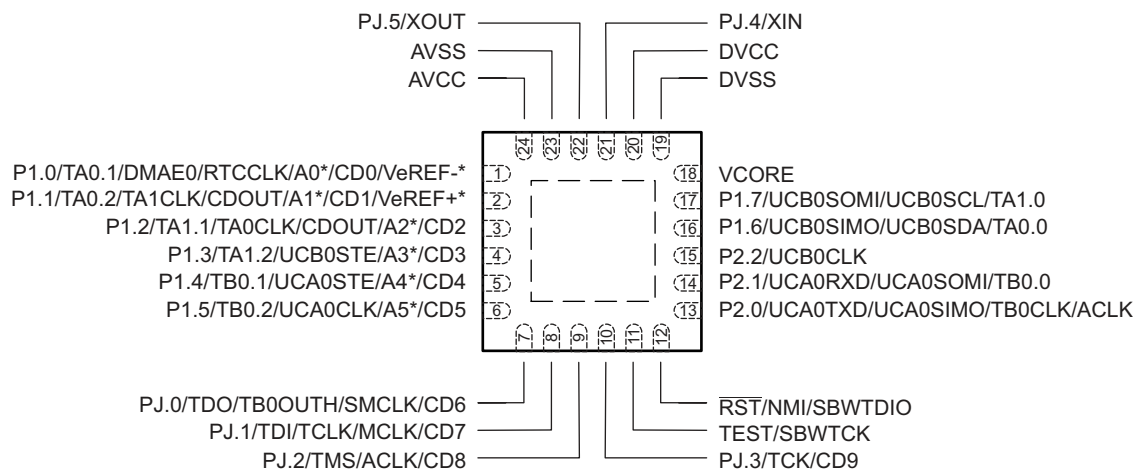 PJ.5/XOUT
PJ.4/XIN
AVSS
DVCC
AVCC
DVSS
24 23 22 21 20 19
P1.0/TA0.1/DMAE0/RTCCLK/A0*/CD0/VeREF-*
1
18
VCORE
P1.1/TA0.2/TA1CLK/CDOUT/A1*/CD1/VeREF+*
2
17
P1.7/UCB0SOMI/UCB0SCL/TA1.0
P1.2/TA1.1/TA0CLK/CDOUT/A2*/CD2
3
16
P1.6/UCB0SIMO/UCB0SDA/TA0.0
P1.3/TA1.2/UCB0STE/A3*/CD3
4
15
P2.2/UCB0CLK
P1.4/TB0.1/UCA0STE/A4*/CD4
5
14
P2.1/UCA0RXD/UCA0SOMI/TB0.0
P1.5/TB0.2/UCA0CLK/A5*/CD5
6
13
P2.0/UCA0TXD/UCA0SIMO/TB0CLK/ACLK
7 8 9 10 11 12
PJ.0/TDO/TB0OUTH/SMCLK/CD6
RST/NMI/SBWTDIO
PJ.1/TDI/TCLK/MCLK/CD7
TEST/SBWTCK
PJ.2/TMS/ACLK/CD8
PJ.3/TCK/CD9